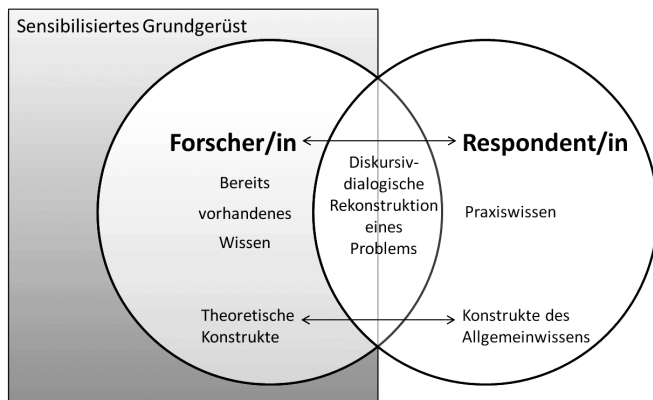 Sensibilisiertes Grundgerüst
Forscher/in
Respondent/in
Bereits
vorhandenes
Wissen
Diskursiv-
dialogische
Rekonstruktion
eines
Problems
Praxiswissen
Theoretische
Konstrukte
Konstrukte des
Allgemeinwissens